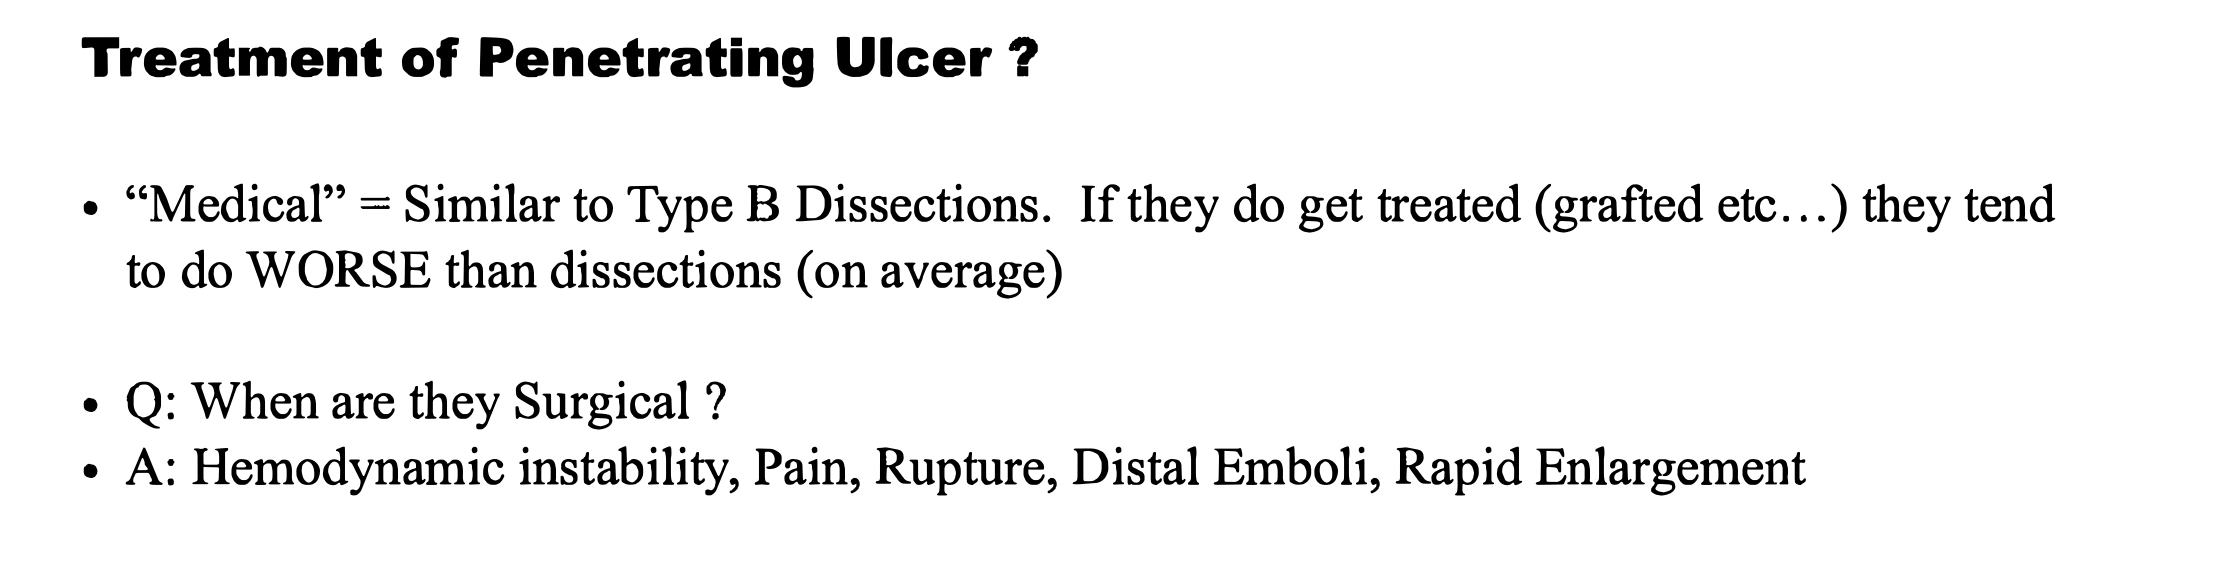 Treatment of Penetrating Ulcer ?
• “Medical” = Similar to Type B Dissections.  If they do get treated (grafted etc…) they tend
to do WORSE than dissections (on average)
• Q: When are they Surgical ?
• A: Hemodynamic instability, Pain, Rupture, Distal Emboli, Rapid Enlargement